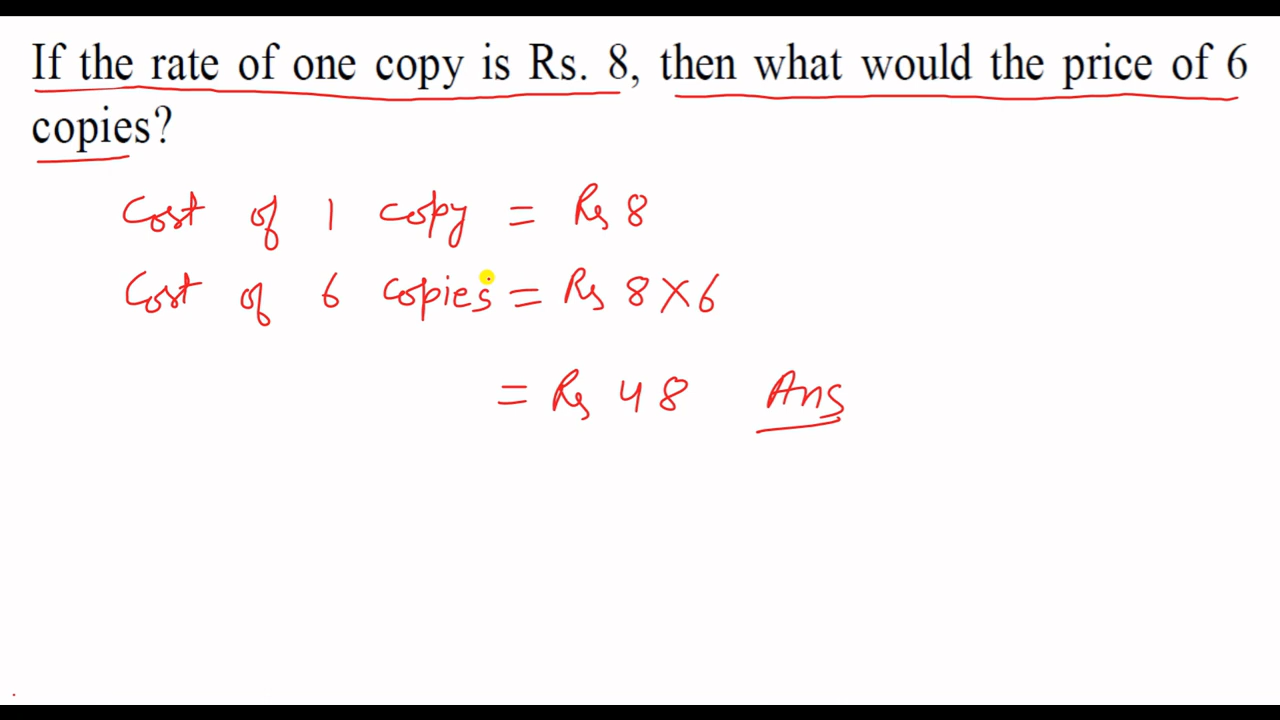 If the rate of one copy is Rs. 8, then what would the price of 6
copies?
Cost of 1 copy = Rs 8
Cost of 6 copies = Rs 8×6
= Rs 48 Ans